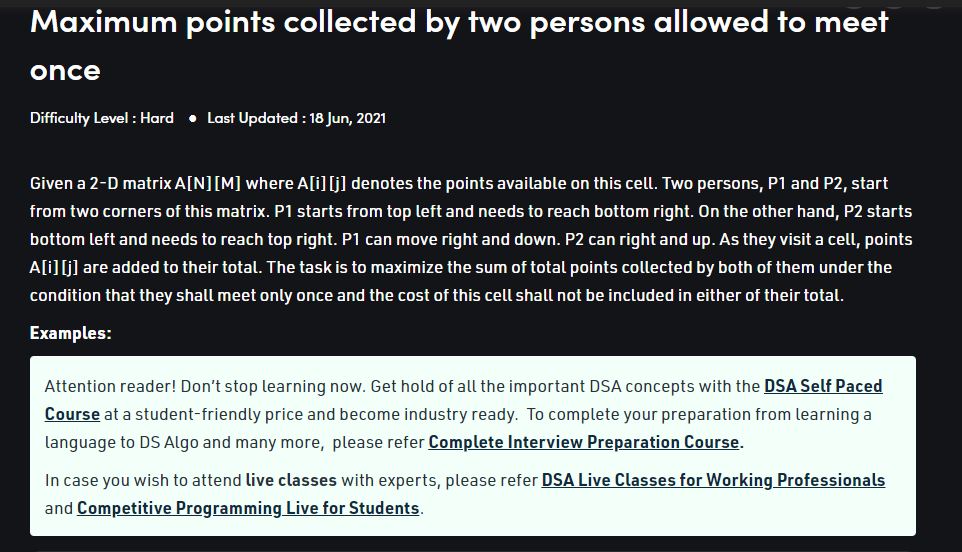 Maximum points collected by two persons allowed to meet
once
Difficulty Level : Hard ● Last Updated : 18 Jun, 2021
Given a 2-D matrix A[N][M] where A[i][j] denotes the points available on this cell. Two persons, P1 and P2, start
from two corners of this matrix. P1 starts from top left and needs to reach bottom right. On the other hand, P2 starts
bottom left and needs to reach top right. P1 can move right and down. P2 can right and up. As they visit a cell, points
A[i][j] are added to their total. The task is to maximize the sum of total points collected by both of them under the
condition that they shall meet only once and the cost of this cell shall not be included in either of their total.
Examples:
Attention reader! Don't stop learning now. Get hold of all the important DSA concepts with the DSA Self Paced
Course at a student-friendly price and become industry ready. To complete your preparation from learning a
language to DS Algo and many more, please refer Complete Interview Preparation Course.
In case you wish to attend live classes with experts, please refer DSA Live Classes for Working Professionals
and Competitive Programming Live for Students.